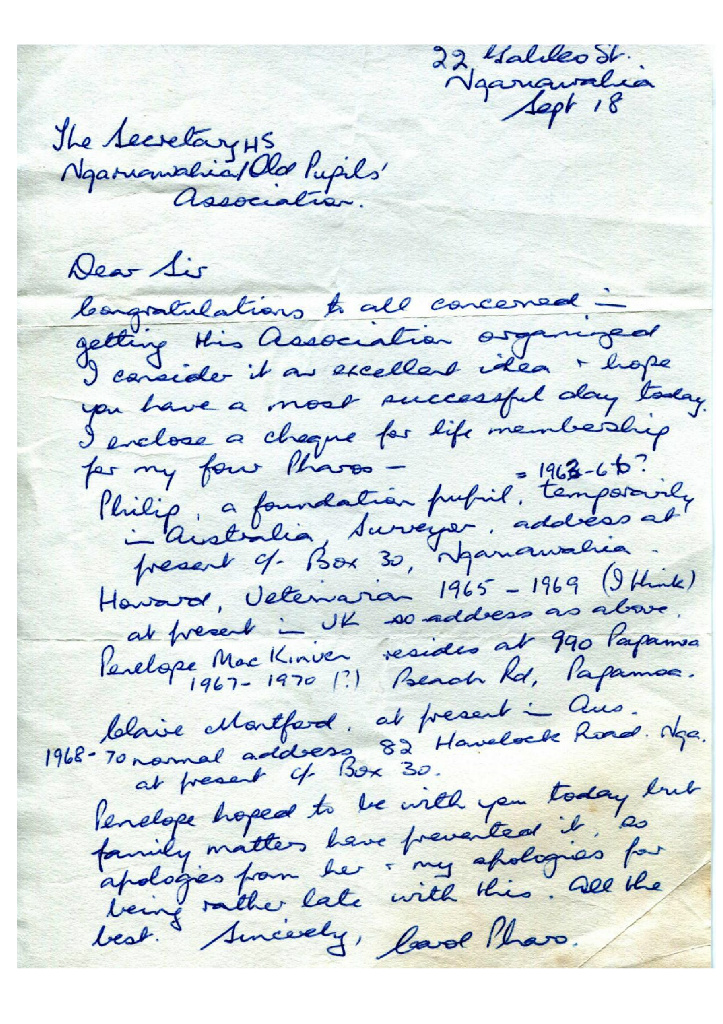 22 Galileo St.
Ngaruawahia
Sept 18
The Secretary HS
Ngaruawahia / Old Pupils'
Association.
Dear Sir
Congratulations to all concerned in
getting this Association organized
I consider it an excellent idea + hope
you have a most successful day today.
I enclose a cheque for life membership
for my four Pharos -
= 1963-66?
Philip, a foundation pupil, temporarily
in Australia, Surveyor, address at
present c/- Box 30, Ngaruawahia.
Howard, Veterinarian 1965 - 1969 (I think)
at present in UK so address as above.
Penelope MacKinven resides at 990 Papamoa
1967-1970 (?) Beach Rd, Papamoa.
Claire Montford, at present in Aus.
1968-70 normal address 82 Havelock Road. Nga.
at present c/- Box 30.
Penelope hoped to be with you today but
family matters have prevented it, so
apologies from her + my apologies for
being rather late with this. All the
best. Sincerely, Carol Pharo.